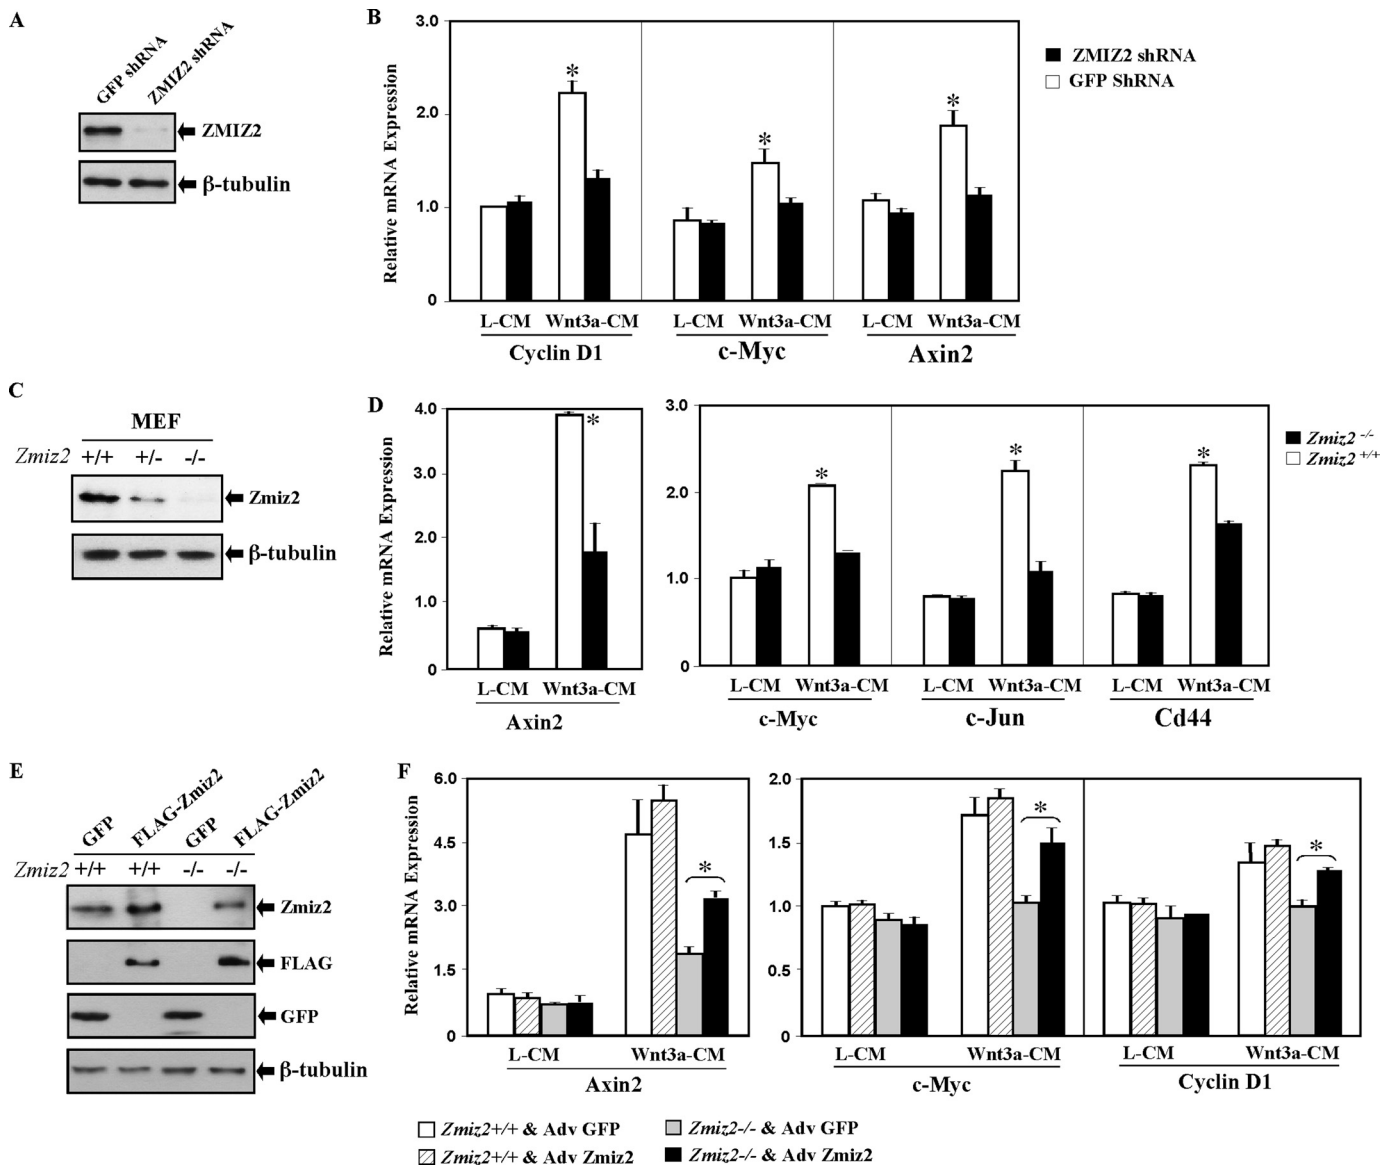 A
GFP shRNA
ZMIZ2 shRNA
ZMIZ2
β-tubulin
B
Relative mRNA Expression
3.0
2.0
1.0
0
*
*
*
ZMIZ2 shRNA
GFP ShRNA
L-CM Wnt3a-CM L-CM Wnt3a-CM L-CM Wnt3a-CM
Cyclin D1 c-Myc Axin2
C
MEF
Zmiz2 +/+ +/- -/-
Zmiz2
β-tubulin
D
Relative mRNA Expression
4.0
3.0
2.0
1.0
0
*
L-CM Wnt3a-CM
Axin2
3.0
2.0
1.0
0
*
*
*
Zmiz2 -/-
Zmiz2 +/+
L-CM Wnt3a-CM L-CM Wnt3a-CM L-CM Wnt3a-CM
c-Myc c-Jun Cd44
E
GFP
FLAG-Zmiz2
GFP
FLAG-Zmiz2
Zmiz2 +/+ +/+ -/- -/-
Zmiz2
FLAG
GFP
β-tubulin
F
Relative mRNA Expression
6.0
4.5
3.0
1.5
0
*
L-CM Wnt3a-CM
Axin2
2.0
1.5
1.0
0.5
0
*
*
L-CM Wnt3a-CM L-CM Wnt3a-CM
c-Myc Cyclin D1
Zmiz2+/+ & Adv GFP
Zmiz2-/- & Adv GFP
Zmiz2+/+ & Adv Zmiz2
Zmiz2-/- & Adv Zmiz2